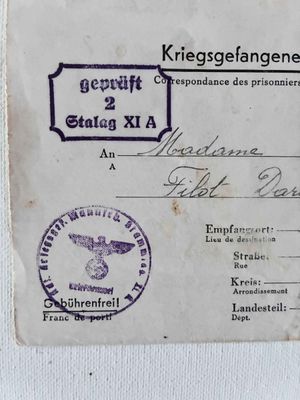 Kriegsgefangene
Correspondance des prisonniers
geprüft
2
Stalag XI A
An Madame
A
Filot
Empfangsort:
Lieu de destination
Straße:
Rue
Kreis:
Arrondissement
Landesteil:
Dept.
Gebührenfrei!
Franc de port!